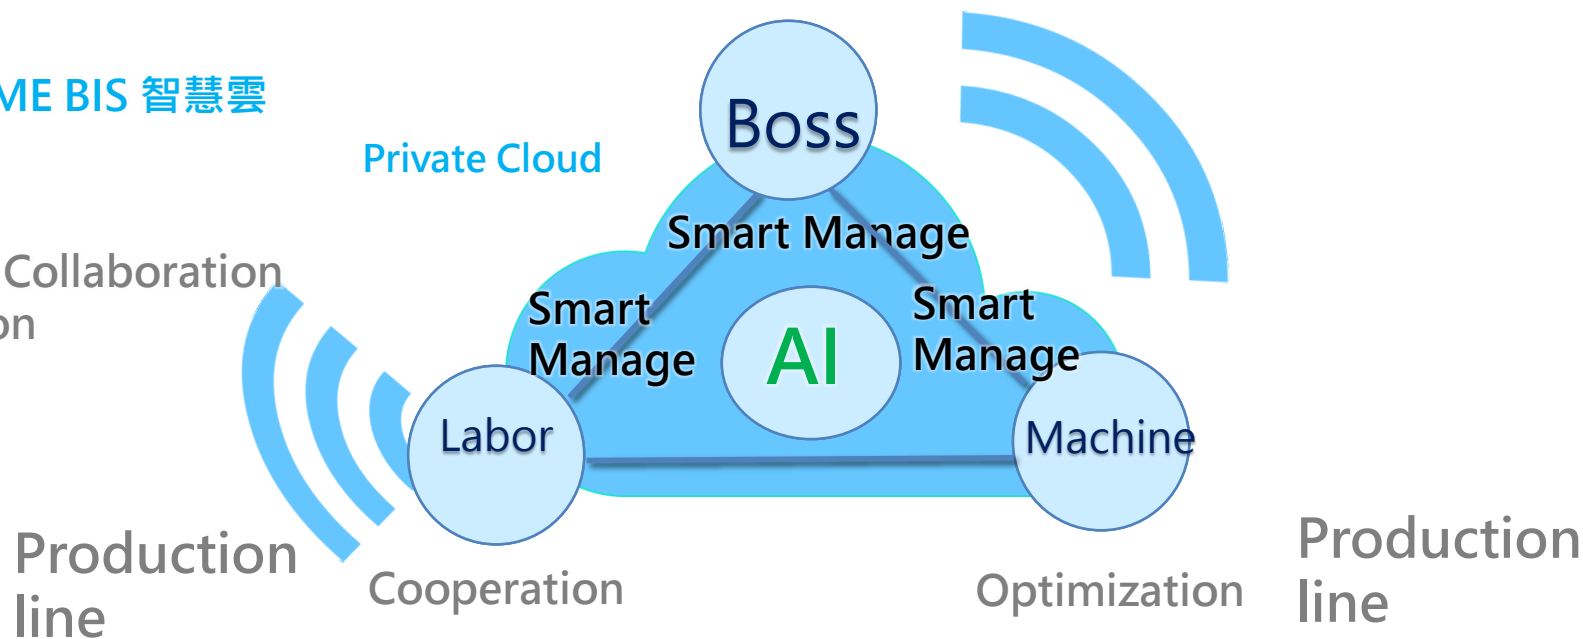 ME BIS 智慧雲
Boss
Private Cloud
Smart Manage
Collaboration
on
Smart
Manage
AI
Smart
Manage
Labor
Machine
Production
line
Cooperation
Optimization
Production
line